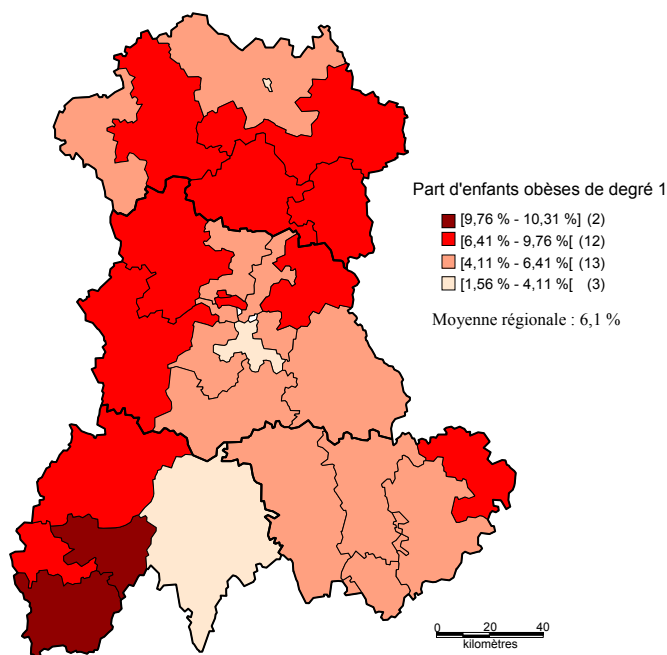 Part d'enfants obèses de degré 1
[9,76 % - 10,31 %] (2)
[6,41 % - 9,76 %[ (12)
[4,11 % - 6,41 %[ (13)
[1,56 % - 4,11 %[ (3)
Moyenne régionale : 6,1 %
0 20 40
kilomètres